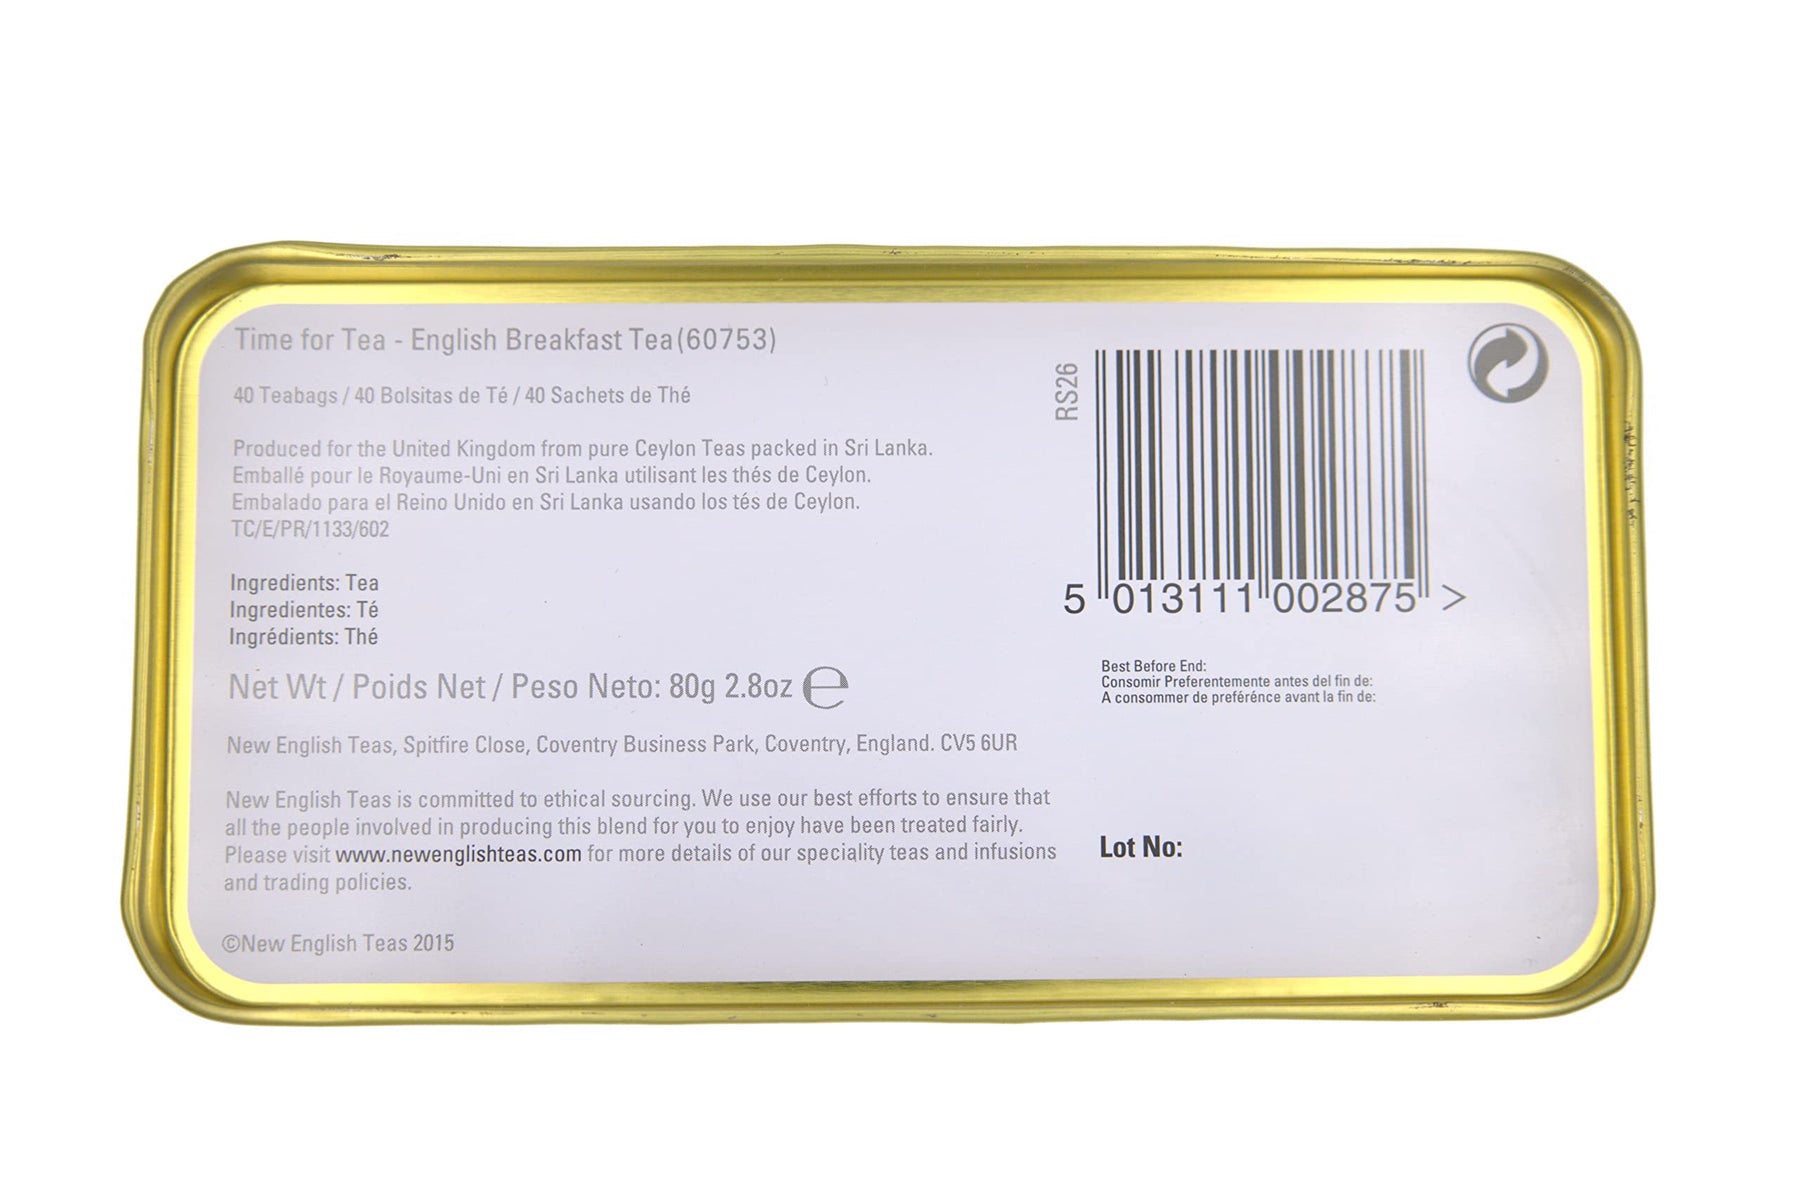 Time for Tea - English Breakfast Tea (60753)
40 Teabags / 40 Bolsitas de Té / 40 Sachets de Thé
Produced for the United Kingdom from pure Ceylon Teas packed in Sri Lanka.
Emballé pour le Royaume-Uni en Sri Lanka utilisant les thés de Ceylon.
Embalado para el Reino Unido en Sri Lanka usando los tés de Ceylon.
TC/E/PR/1133/602
Ingredients: Tea
Ingredientes: Té
Ingrédients: Thé
Net Wt / Poids Net / Peso Neto: 80g 2.8oz ℮
New English Teas, Spitfire Close, Coventry Business Park, Coventry, England. CV5 6UR
New English Teas is committed to ethical sourcing. We use our best efforts to ensure that
all the people involved in producing this blend for you to enjoy have been treated fairly.
Please visit www.newenglishteas.com for more details of our speciality teas and infusions
and trading policies.
©New English Teas 2015
RS26
5 013111 002875 >
Best Before End:
Consomir Preferentemente antes del fin de:
A consommer de preférénce avant la fin de:
Lot No: